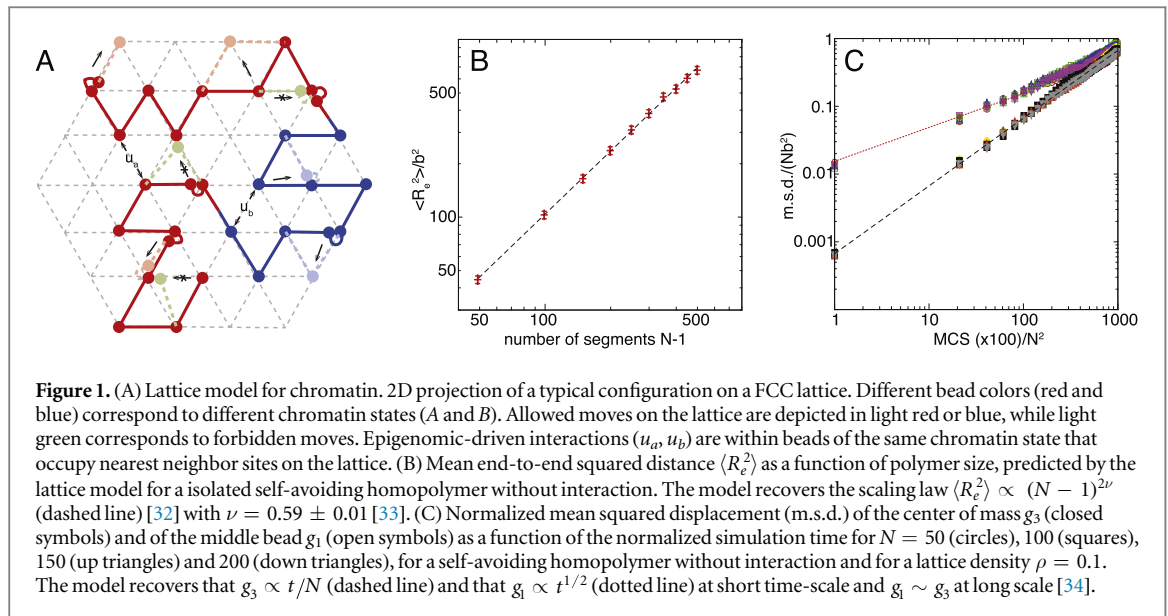 A
u_a
u_b
B
<R_e^2>/b^2
500
100
50
50
100
500
number of segments N-1
C
m.s.d./(Nb^2)
1
0.1
0.01
0.001
1
10
100
1000
MCS (x100)/N^2
Figure 1. (A) Lattice model for chromatin. 2D projection of a typical configuration on a FCC lattice. Different bead colors (red and
blue) correspond to different chromatin states (A and B). Allowed moves on the lattice are depicted in light red or blue, while light
green corresponds to forbidden moves. Epigenomic-driven interactions (u_a, u_b) are within beads of the same chromatin state that
occupy nearest neighbor sites on the lattice. (B) Mean end-to-end squared distance ⟨R_e^2⟩ as a function of polymer size, predicted by the
lattice model for a isolated self-avoiding homopolymer without interaction. The model recovers the scaling law ⟨R_e^2⟩ ∝ (N − 1)^{2ν}
(dashed line) [32] with ν = 0.59 ± 0.01 [33]. (C) Normalized mean squared displacement (m.s.d.) of the center of mass g_3 (closed
symbols) and of the middle bead g_1 (open symbols) as a function of the normalized simulation time for N = 50 (circles), 100 (squares),
150 (up triangles) and 200 (down triangles), for a self-avoiding homopolymer without interaction and for a lattice density ρ = 0.1.
The model recovers that g_3 ∝ t/N (dashed line) and that g_1 ∝ t^{1/2} (dotted line) at short time-scale and g_1 ∼ g_3 at long scale [34].